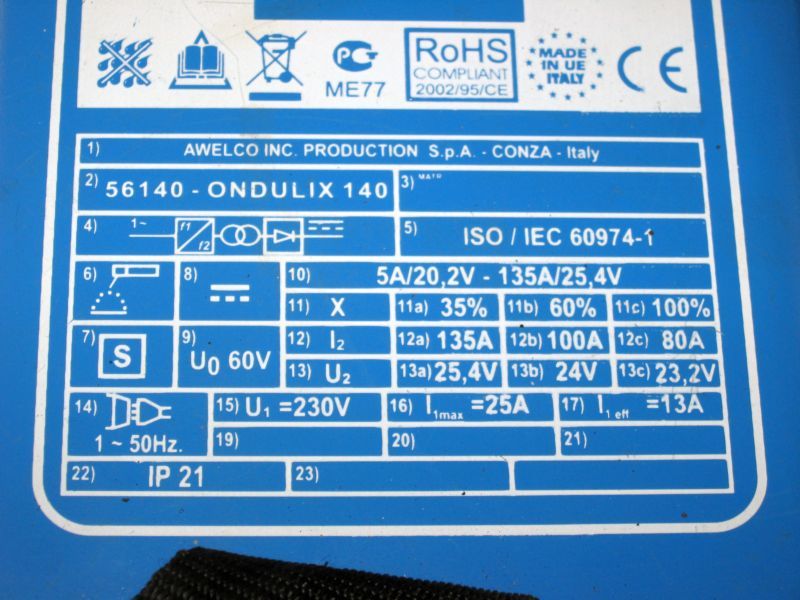 PG
ME77
RoHS
COMPLIANT
2002/95/CE
MADE
IN UE
ITALY
CE
1) AWELCO INC. PRODUCTION S.p.A. - CONZA - Italy
2) 56140 - ONDULIX 140 3) MATR
4) 1~ f1 f2 5) ISO / IEC 60974-1
6) 8) 10) 5A/20,2V - 135A/25,4V
11) X 11a) 35% 11b) 60% 11c) 100%
7) S 9) U0 60V 12) I2 12a) 135A 12b) 100A 12c) 80A
13) U2 13a) 25,4V 13b) 24V 13c) 23,2V
14) 1 ~ 50Hz. 15) U1 =230V 16) I1max =25A 17) I1 eff =13A
19) 20) 21)
22) IP 21 23)